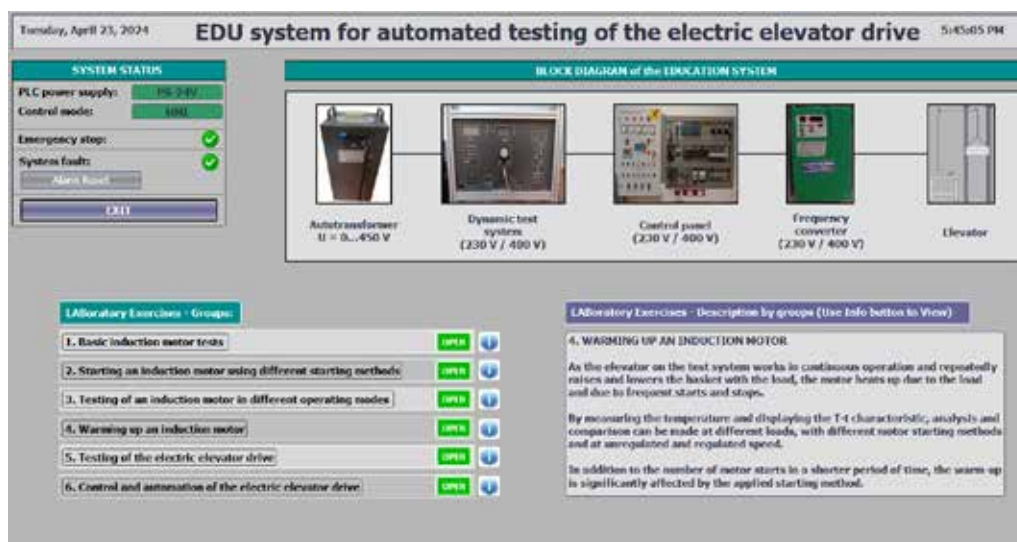 Tuesday, April 23, 2024
EDU system for automated testing of the electric elevator drive
5:45:05 PM
SYSTEM STATUS
PLC power supply:
Control mode:
Emergency stop:
System fault:
Alarm Reset
EXIT
BLOCK DIAGRAM of the EDUCATION SYSTEM
Autotransformer
U = 0...450 V
Dynamic test
system
(230 V / 400 V)
Control panel
(230 V / 400 V)
Frequency
converter
(230 V / 400 V)
Elevator
LABoratory Exercises - Groups:
1. Basic induction motor tests OPEN
2. Starting an induction motor using different starting methods OPEN
3. Testing of an induction motor in different operating modes OPEN
4. Warming up an induction motor OPEN
5. Testing of the electric elevator drive OPEN
6. Control and automation of the electric elevator drive OPEN
LABoratory Exercises - Description by groups (Use Info button to View)
4. WARMING UP AN INDUCTION MOTOR
As the elevator on the test system works in continuous operation and repeatedly
raises and lowers the basket with the load, the motor heats up due to the load
and due to frequent starts and stops.
By measuring the temperature and displaying the T-t characteristic, analysis and
comparison can be made at different loads, with different motor starting methods
and at unregulated and regulated speed.
In addition to the number of motor starts in a shorter period of time, the warm up
is significantly affected by the applied starting method.